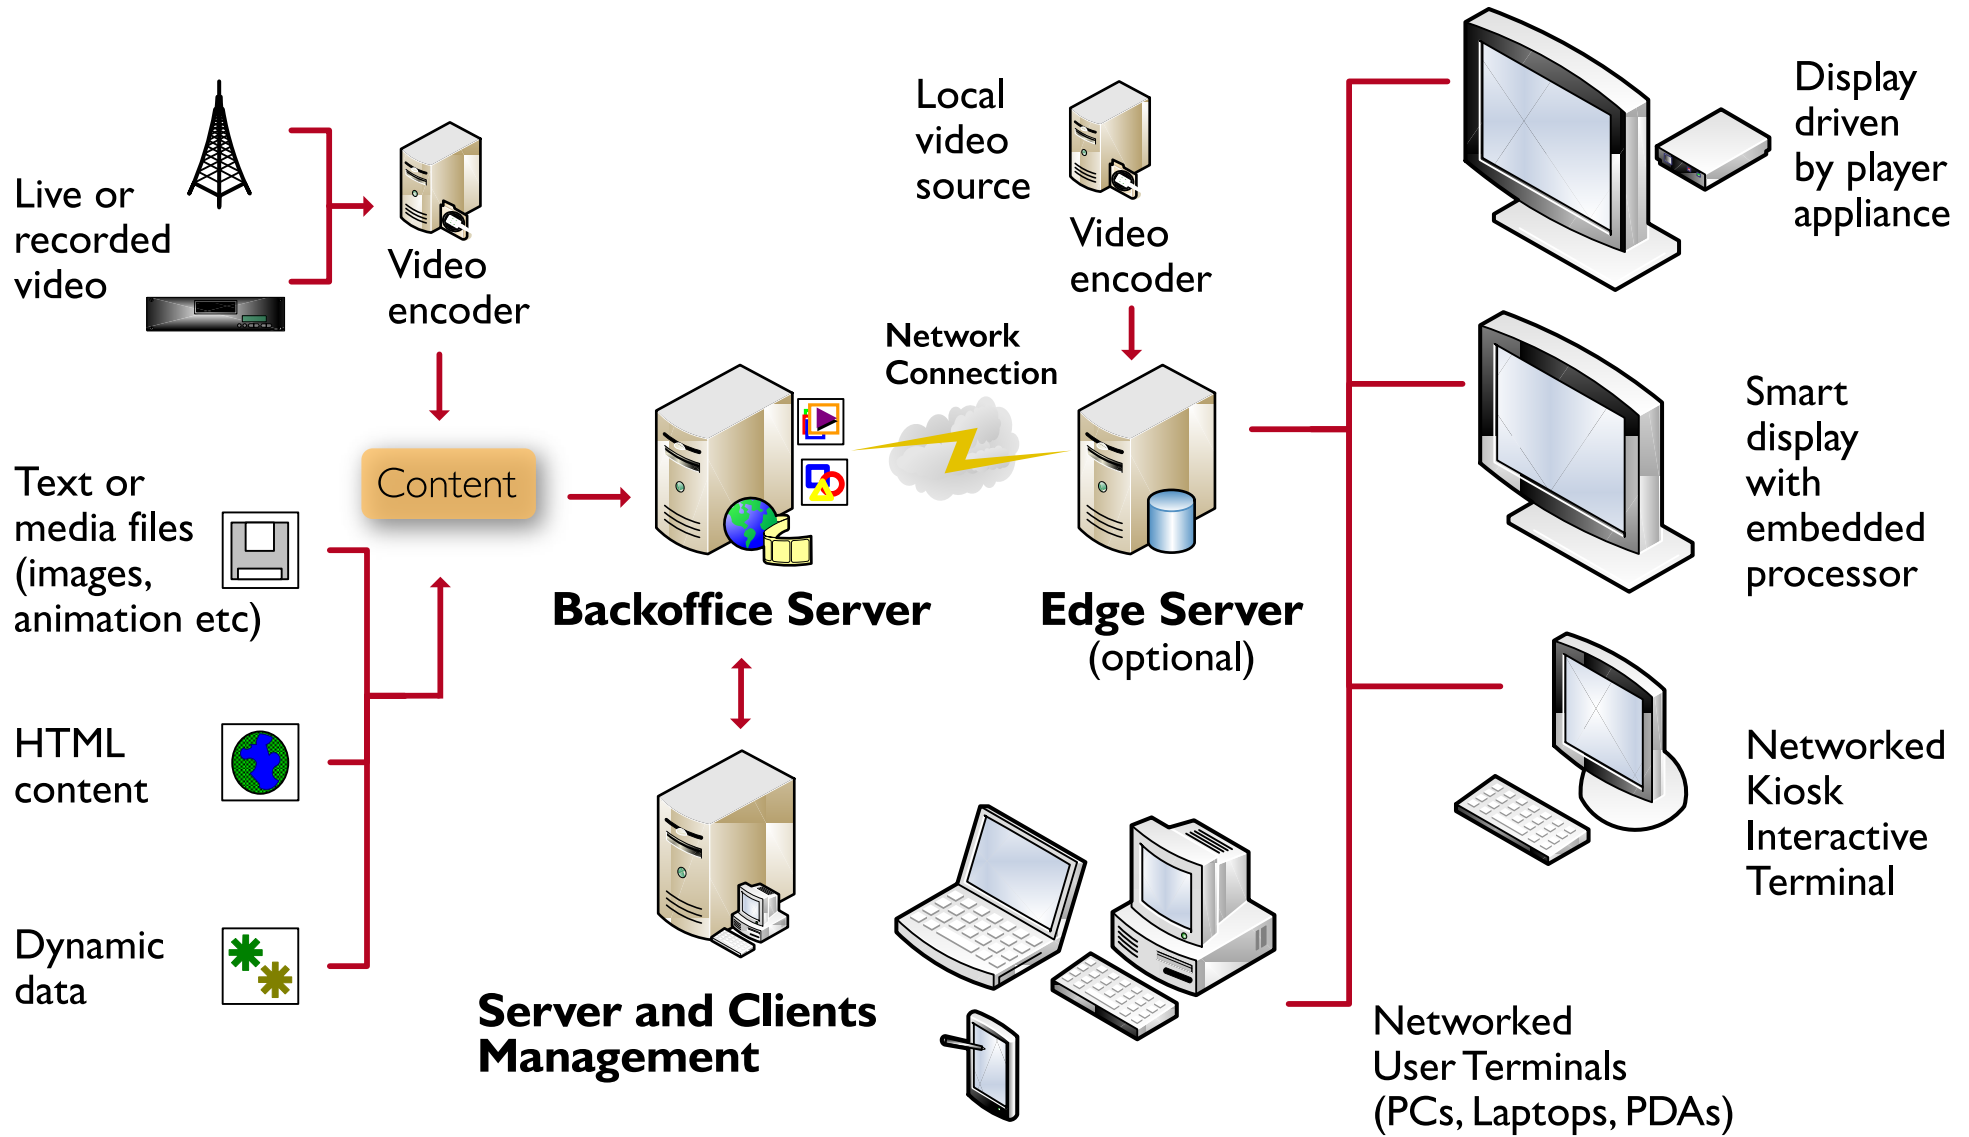 Live or
recorded
video
Video
encoder
Local
video
source
Video
encoder
Network
Connection
Display
driven
by player
appliance
Content
Text or
media files
(images,
animation etc)
Backoffice Server
Edge Server
(optional)
Smart
display
with
embedded
processor
HTML
content
Networked
Kiosk
Interactive
Terminal
Dynamic
data
Server and Clients
Management
Networked
User Terminals
(PCs, Laptops, PDAs)